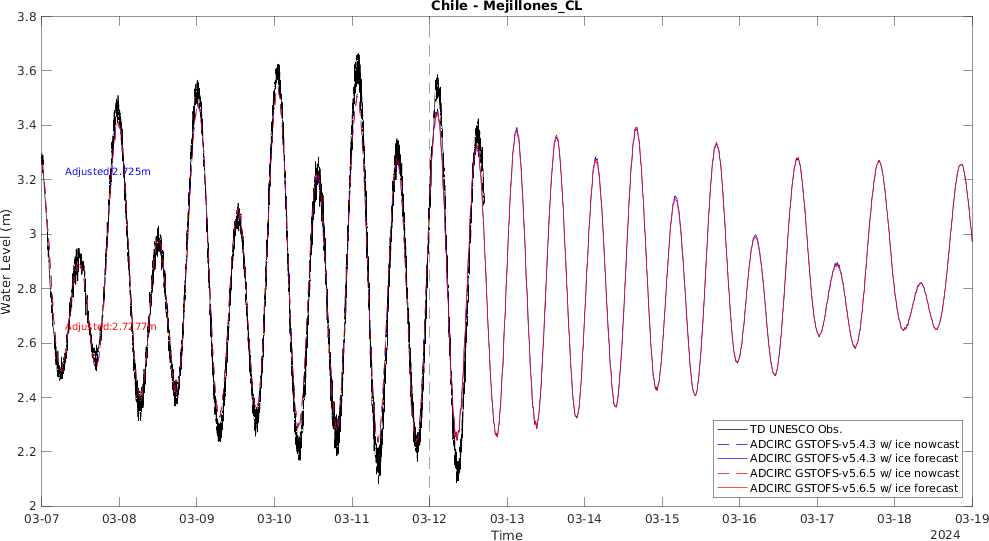 Chile - Mejillones_CL
3.8
3.6
3.4
3.2
3
2.8
2.6
2.4
2.2
2
Water Level (m)
Adjusted:2.725m
Adjusted:2.7277m
TD UNESCO Obs.
ADCIRC GSTOFS-v5.4.3 w/ ice nowcast
ADCIRC GSTOFS-v5.4.3 w/ ice forecast
ADCIRC GSTOFS-v5.6.5 w/ ice nowcast
ADCIRC GSTOFS-v5.6.5 w/ ice forecast
03-07 03-08 03-09 03-10 03-11 03-12 03-13 03-14 03-15 03-16 03-17 03-18 03-19
Time
2024